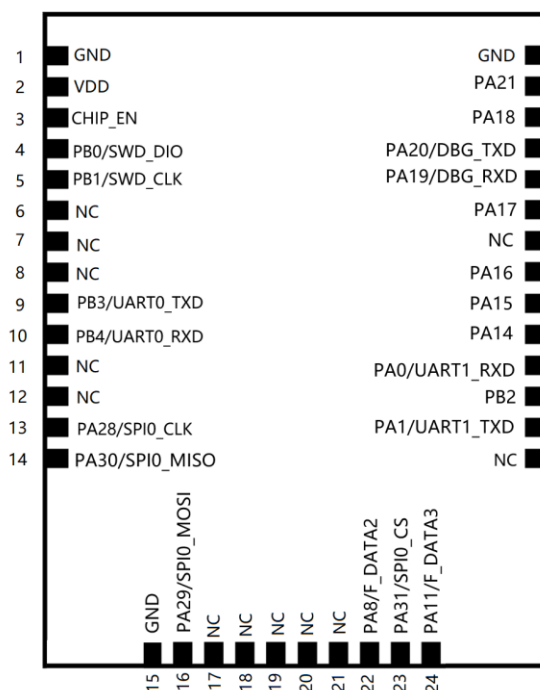 1 GND GND
2 VDD PA21
3 CHIP_EN PA18
4 PB0/SWD_DIO PA20/DBG_TXD
5 PB1/SWD_CLK PA19/DBG_RXD
6 NC PA17
7 NC NC
8 NC PA16
9 PB3/UART0_TXD PA15
10 PB4/UART0_RXD PA14
11 NC PA0/UART1_RXD
12 NC PB2
13 PA28/SPI0_CLK PA1/UART1_TXD
14 PA30/SPI0_MISO NC
15 GND
16 PA29/SPI0_MOSI
17 NC
18 NC
19 NC
20 NC
21 NC
22 PA8/F_DATA2
23 PA31/SPI0_CS
24 PA11/F_DATA3